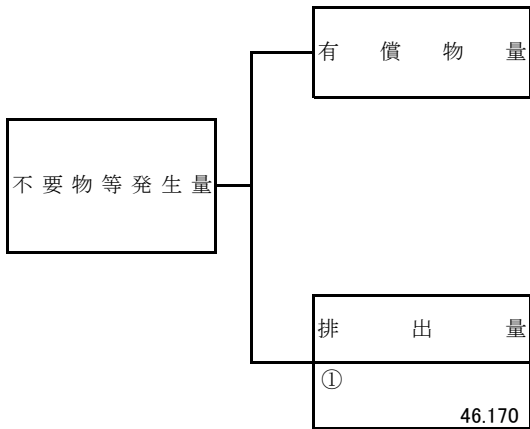 有償物量
不要物等発生量
排出量
①
46.170